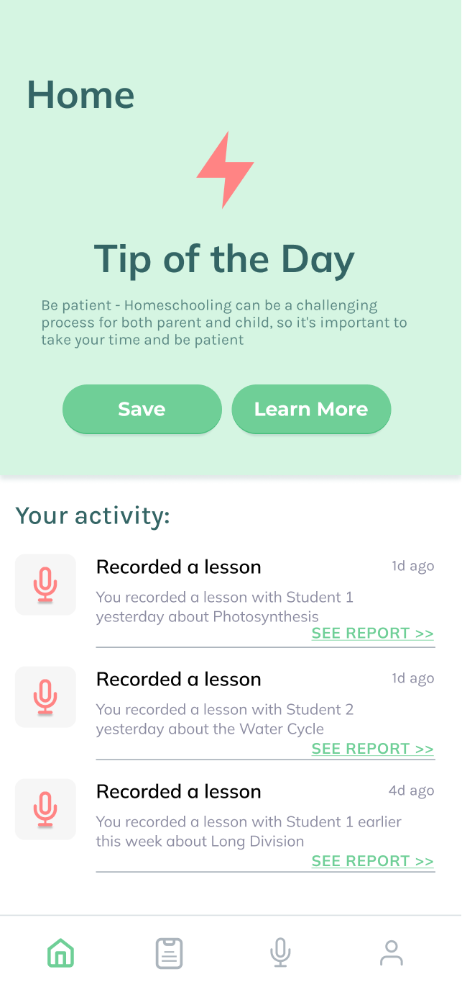 Home
Tip of the Day
Be patient - Homeschooling can be a challenging
process for both parent and child, so it's important to
take your time and be patient
Save
Learn More
Your activity:
Recorded a lesson
1d ago
You recorded a lesson with Student 1
yesterday about Photosynthesis
SEE REPORT >>
Recorded a lesson
1d ago
You recorded a lesson with Student 2
yesterday about the Water Cycle
SEE REPORT >>
Recorded a lesson
4d ago
You recorded a lesson with Student 1 earlier
this week about Long Division
SEE REPORT >>